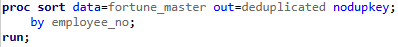 proc sort data=fortune_master out=deduplicated nodupkey;
    by employee_no;
run;